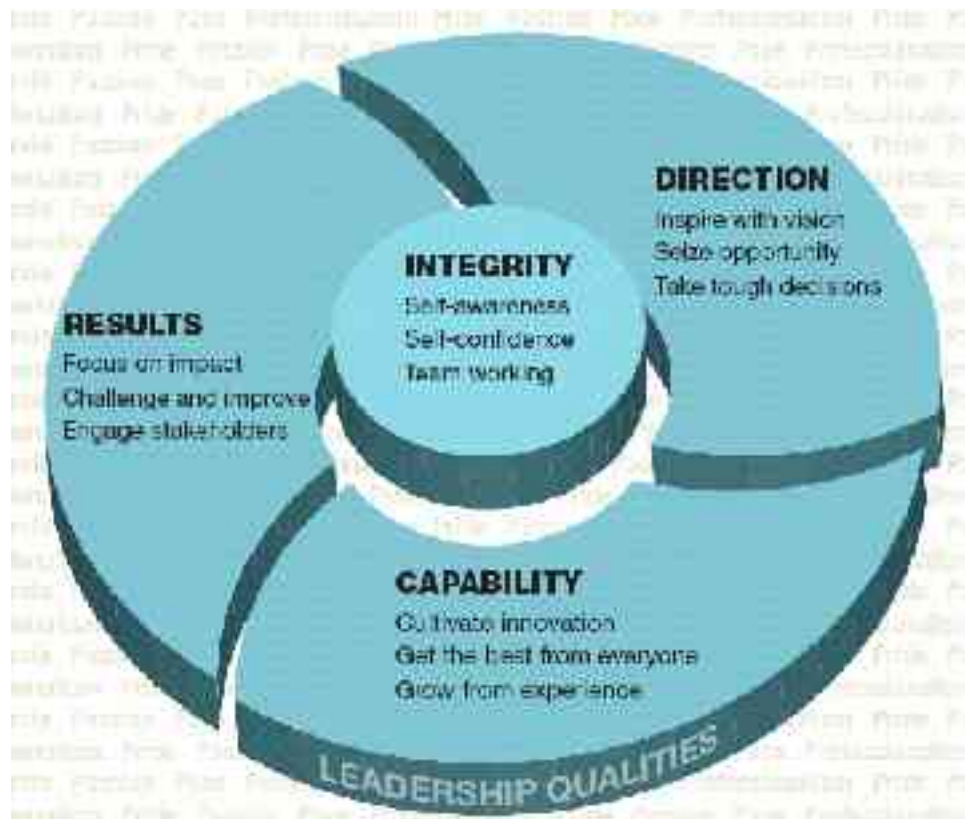 DIRECTION
Inspire with vision
Seize opportunity
Take tough decisions
INTEGRITY
Self-awareness
Self-confidence
Team working
RESULTS
Focus on impact
Challenge and improve
Engage stakeholders
CAPABILITY
Cultivate innovation
Get the best from everyone
Grow from experience
LEADERSHIP QUALITIES